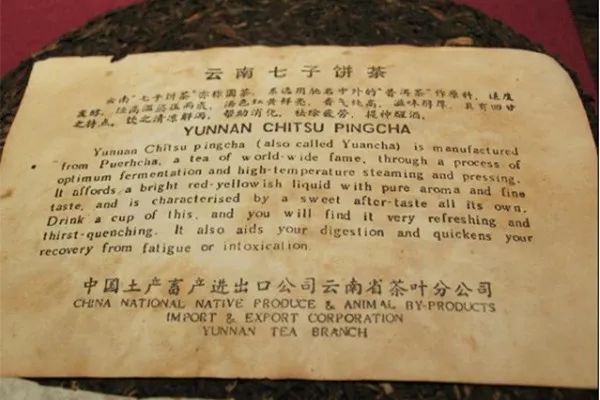 云南七子饼茶
云南"七子饼茶"亦称圆茶，系选用驰名中外的"普洱茶"作原料，适度
发酵，经高温蒸压而成，汤色红黄鲜亮，香气纯高，滋味醇厚，具有回甘
之特点。饮之清凉解渴，帮助消化，祛除疲劳，提神醒酒。
YUNNAN CHITSU PINGCHA
Yunnan Chitsu pingcha (also called Yuancha) is manufactured
from Puerhcha, a tea of world-wide fame, through a process of
optimum fermentation and high-temperature steaming and pressing.
It affords a bright red-yellowish liquid with pure aroma and fine
taste, and is characterised by a sweet after-taste all its own.
Drink a cup of this, and you will find it very refreshing and
thirst-quenching. It also aids your digestion and quickens your
recovery from fatigue or intoxication.
中国土产畜产进出口公司云南省茶叶分公司
CHINA NATIONAL NATIVE PRODUCE & ANIMAL BY-PRODUCTS
IMPORT & EXPORT CORPORATION
YUNNAN TEA BRANCH